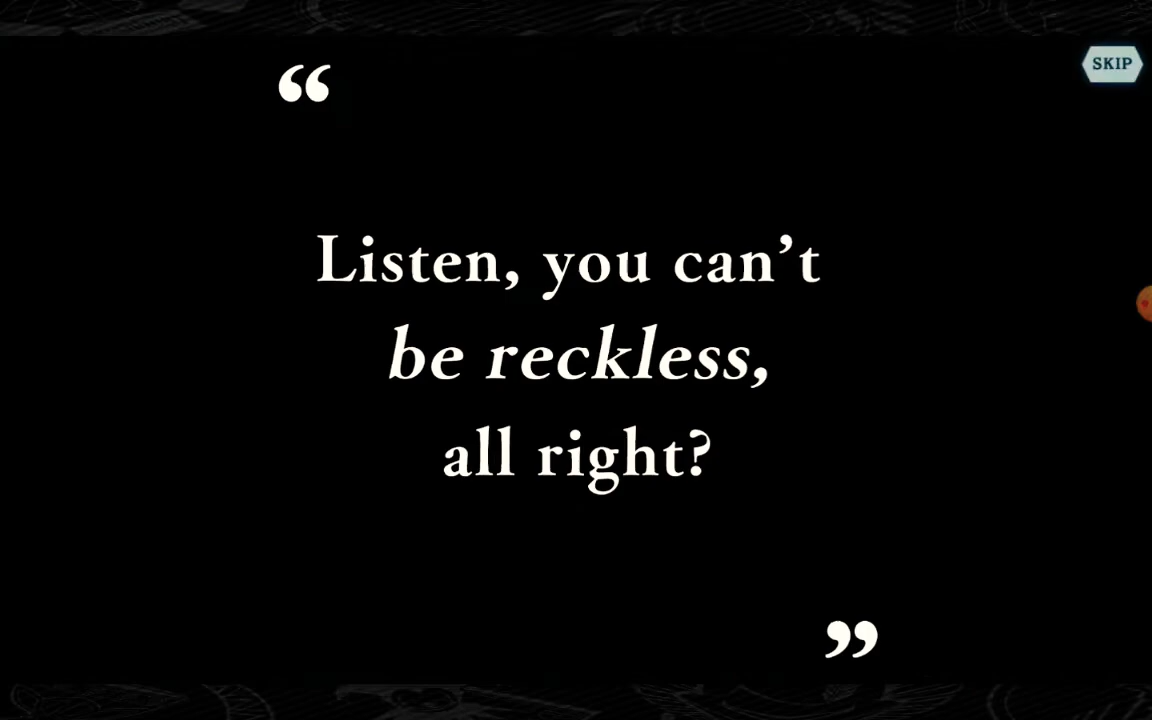 SKIP
“
Listen, you can’t
be reckless,
all right?
”